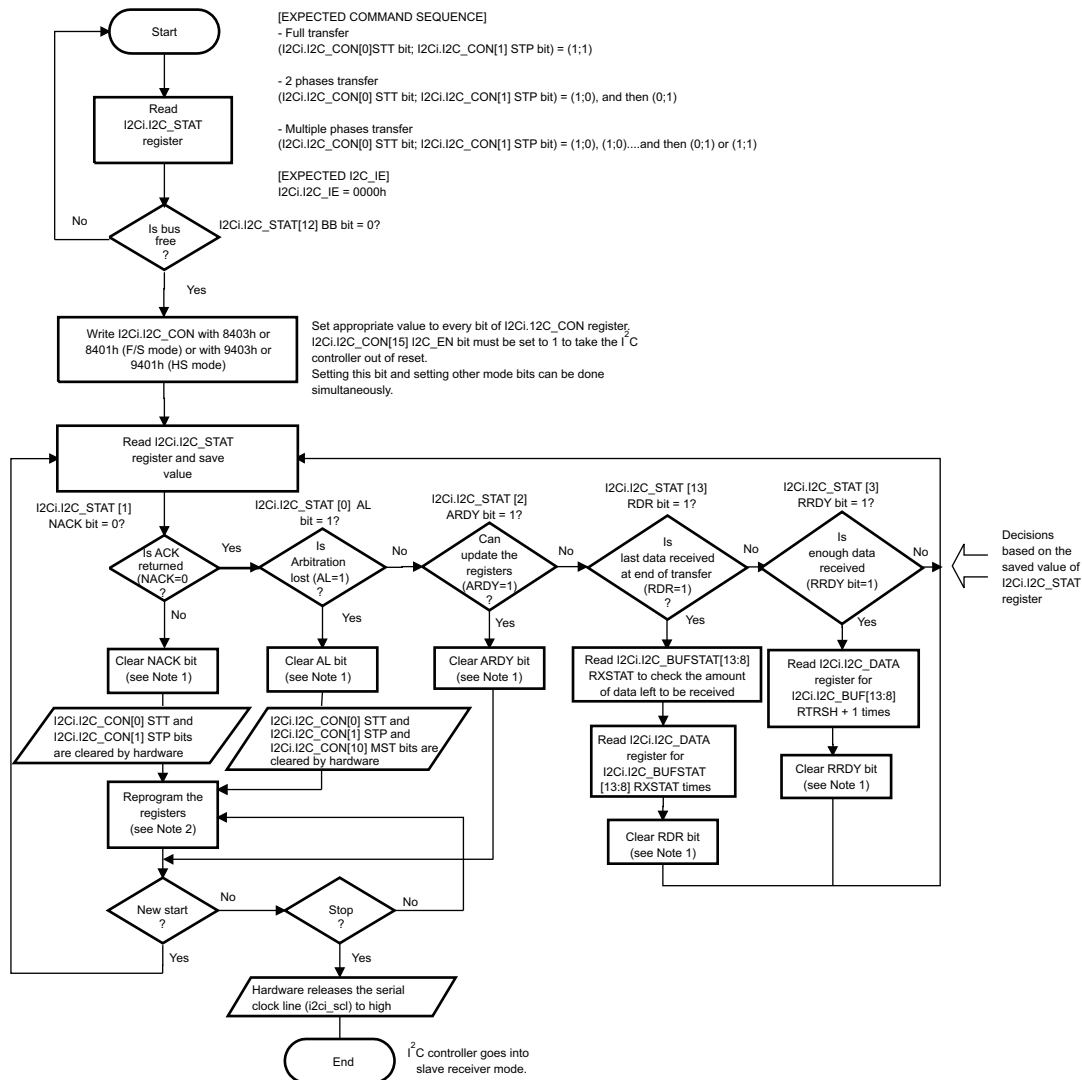 Start
[EXPECTED COMMAND SEQUENCE]
- Full transfer
(I2Ci.I2C_CON[0]STT bit; I2Ci.I2C_CON[1] STP bit) = (1;1)
- 2 phases transfer
(I2Ci.I2C_CON[0] STT bit; I2Ci.I2C_CON[1] STP bit) = (1;0), and then (0;1)
- Multiple phases transfer
(I2Ci.I2C_CON[0] STT bit; I2Ci.I2C_CON[1] STP bit) = (1;0), (1;0)....and then (0;1) or (1;1)
[EXPECTED I2C_IE]
I2Ci.I2C_IE = 0000h
Read
I2Ci.I2C_STAT
register
No
Is bus
free
?
I2Ci.I2C_STAT[12] BB bit = 0?
Yes
Write I2Ci.I2C_CON with 8403h or
8401h (F/S mode) or with 9403h or
9401h (HS mode)
Set appropriate value to every bit of I2Ci.12C_CON register.
I2Ci.I2C_CON[15] I2C_EN bit must be set to 1 to take the I2C
controller out of reset.
Setting this bit and setting other mode bits can be done
simultaneously.
Read I2Ci.I2C_STAT
register and save
value
I2Ci.I2C_STAT [1]
NACK bit = 0?
Is ACK
returned
(NACK=0
?
Yes
No
I2Ci.I2C_STAT [0] AL
bit = 1?
Is
Arbitration
lost (AL=1)
?
No
Yes
I2Ci.I2C_STAT [2]
ARDY bit = 1?
Can
update the
registers
(ARDY=1)
?
No
Yes
I2Ci.I2C_STAT [13]
RDR bit = 1?
Is
last data received
at end of transfer
(RDR=1)
?
No
Yes
I2Ci.I2C_STAT [3]
RRDY bit = 1?
Is
enough data
received
(RRDY bit=1)
No
Yes
Decisions
based on the
saved value of
I2Ci.I2C_STAT
register
Clear NACK bit
(see Note 1)
Clear AL bit
(see Note 1)
Clear ARDY bit
(see Note 1)
Read I2Ci.I2C_BUFSTAT[13:8]
RXSTAT to check the amount
of data left to be received
Read I2Ci.I2C_DATA
register for
I2Ci.I2C_BUF[13:8]
RTRSH + 1 times
I2Ci.I2C_CON[0] STT and
I2Ci.I2C_CON[1] STP bits
are cleared by hardware
I2Ci.I2C_CON[0] STT and
I2Ci.I2C_CON[1] STP and
I2Ci.I2C_CON[10] MST bits are
cleared by hardware
Read I2Ci.I2C_DATA
register for
I2Ci.I2C_BUFSTAT
[13:8] RXSTAT times
Clear RRDY bit
(see Note 1)
Reprogram the
registers
(see Note 2)
Clear RDR bit
(see Note 1)
New start
?
No
Yes
Stop
?
No
Yes
Hardware releases the serial
clock line (i2ci_scl) to high
End
I2C controller goes into
slave receiver mode.